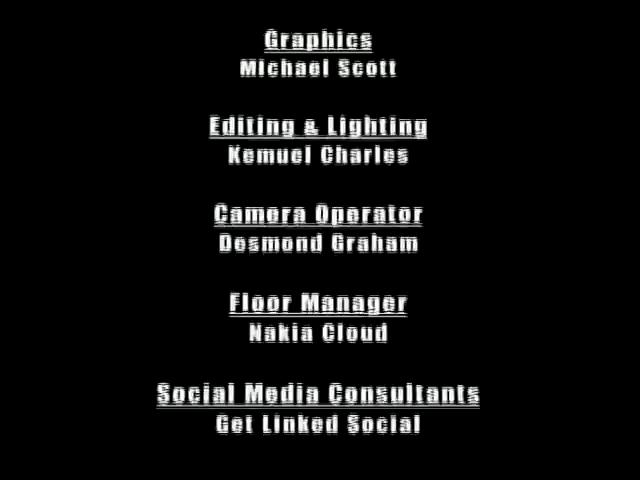 Graphics
Michael Scott
Editing & Lighting
Kemuel Charles
Camera Operator
Desmond Graham
Floor Manager
Nakia Cloud
Social Media Consultants
Get Linked Social